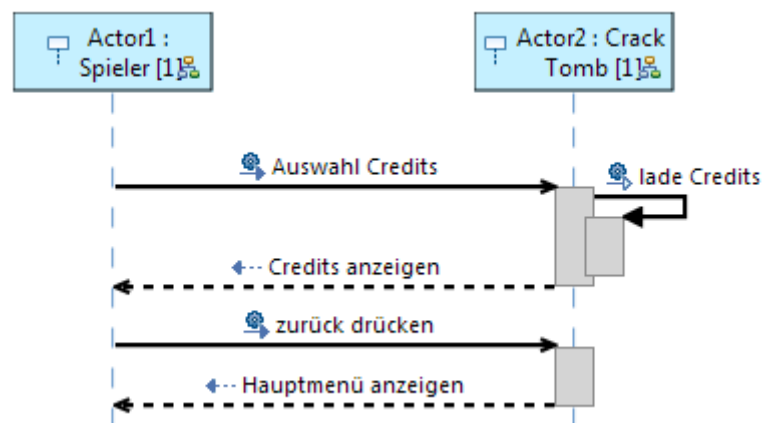 Actor1 :
Spieler [1]
Actor2 : Crack
Tomb [1]
Auswahl Credits
lade Credits
Credits anzeigen
zurück drücken
Hauptmenü anzeigen